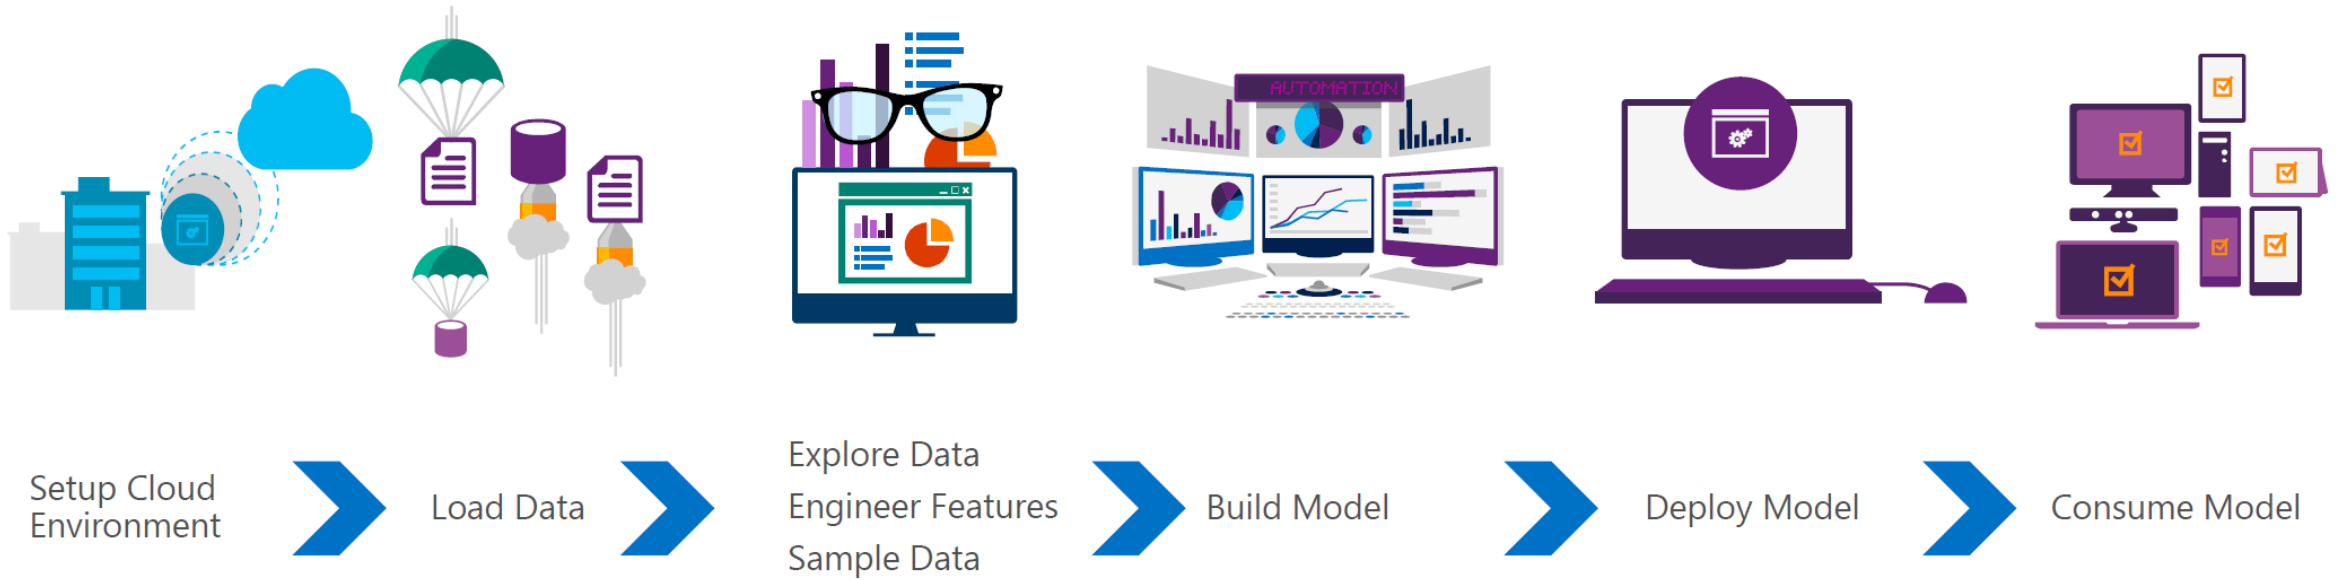 AUTOMATION
Setup Cloud
Environment
Load Data
Explore Data
Engineer Features
Sample Data
Build Model
Deploy Model
Consume Model